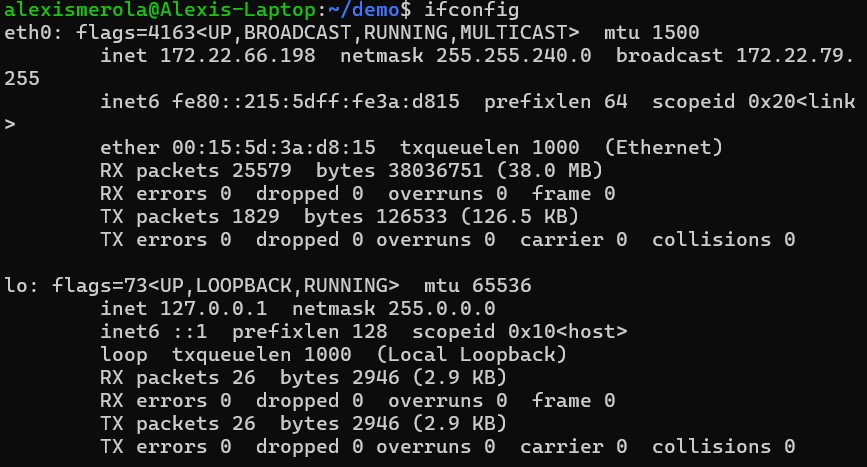 alexismerola@Alexis-Laptop:~/demo$ ifconfig
eth0: flags=4163<UP,BROADCAST,RUNNING,MULTICAST>  mtu 1500
        inet 172.22.66.198  netmask 255.255.240.0  broadcast 172.22.79.
255
        inet6 fe80::215:5dff:fe3a:d815  prefixlen 64  scopeid 0x20<link
>
        ether 00:15:5d:3a:d8:15  txqueuelen 1000  (Ethernet)
        RX packets 25579  bytes 38036751 (38.0 MB)
        RX errors 0  dropped 0  overruns 0  frame 0
        TX packets 1829  bytes 126533 (126.5 KB)
        TX errors 0  dropped 0 overruns 0  carrier 0  collisions 0

lo: flags=73<UP,LOOPBACK,RUNNING>  mtu 65536
        inet 127.0.0.1  netmask 255.0.0.0
        inet6 ::1  prefixlen 128  scopeid 0x10<host>
        loop  txqueuelen 1000  (Local Loopback)
        RX packets 26  bytes 2946 (2.9 KB)
        RX errors 0  dropped 0  overruns 0  frame 0
        TX packets 26  bytes 2946 (2.9 KB)
        TX errors 0  dropped 0 overruns 0  carrier 0  collisions 0